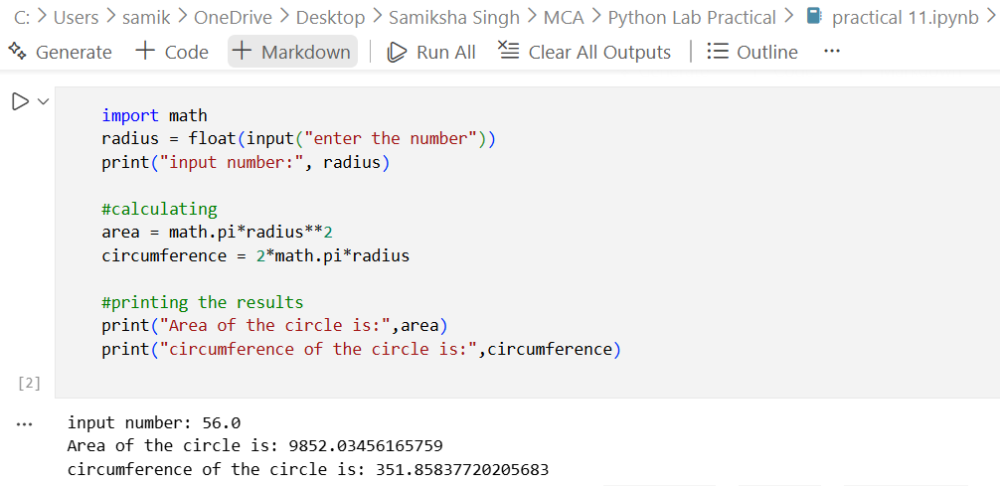 C: > Users > samik > OneDrive > Desktop > Samiksha Singh > MCA > Python Lab Practical > practical 11.ipynb >
Generate + Code + Markdown | Run All Clear All Outputs | Outline ...
import math
radius = float(input("enter the number"))
print("input number:", radius)
#calculating
area = math.pi*radius**2
circumference = 2*math.pi*radius
#printing the results
print("Area of the circle is:",area)
print("circumference of the circle is:",circumference)
[2]
... input number: 56.0
Area of the circle is: 9852.03456165759
circumference of the circle is: 351.85837720205683